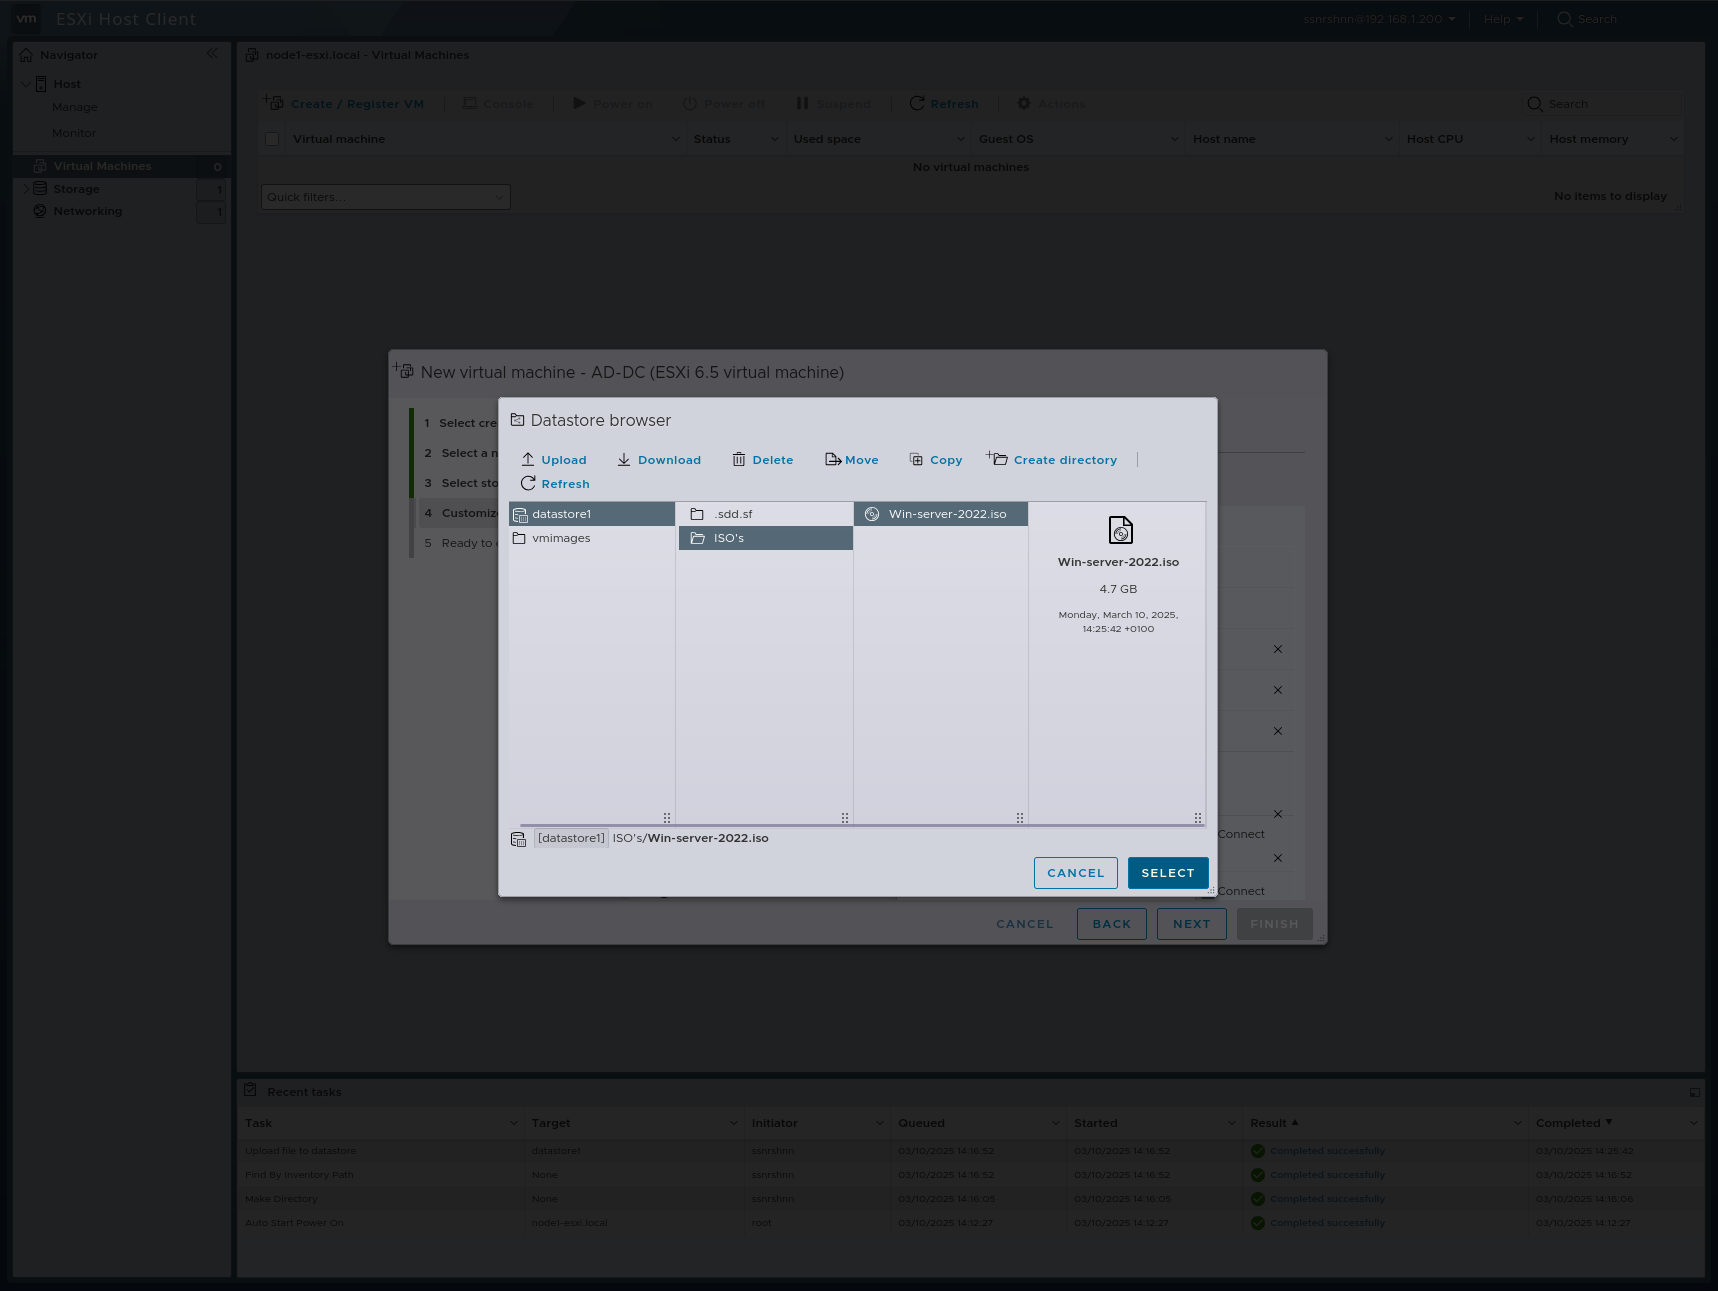 vm ESXi Host Client ssnrshnn@192.168.1.200 Help Search
Navigator
Host
Manage
Monitor
Virtual Machines 0
Storage 1
Networking 1
node1-esxi.local - Virtual Machines
Create / Register VM Console Power on Power off Suspend Refresh Actions Search
Virtual machine Status Used space Guest OS Host name Host CPU Host memory
No virtual machines
Quick filters... No items to display
New virtual machine - AD-DC (ESXi 6.5 virtual machine)
1 Select cre
2 Select a n
3 Select sto
4 Customize
5 Ready to
Datastore browser
Upload Download Delete Move Copy Create directory
Refresh
datastore1 .sdd.sf Win-server-2022.iso
vmimages ISO's
Win-server-2022.iso
4.7 GB
Monday, March 10, 2025,
14:25:42 +0100
[datastore1] ISO's/Win-server-2022.iso
CANCEL SELECT
Connect
Connect
CANCEL BACK NEXT FINISH
Recent tasks
Task Target Initiator Queued Started Result Completed
Upload file to datastore datastore1 ssnrshnn 03/10/2025 14:16:52 03/10/2025 14:16:52 Completed successfully 03/10/2025 14:25:42
Find By Inventory Path None ssnrshnn 03/10/2025 14:16:52 03/10/2025 14:16:52 Completed successfully 03/10/2025 14:16:52
Make Directory None ssnrshnn 03/10/2025 14:16:05 03/10/2025 14:16:05 Completed successfully 03/10/2025 14:16:06
Auto Start Power On node1-esxi.local root 03/10/2025 14:12:27 03/10/2025 14:12:27 Completed successfully 03/10/2025 14:12:27